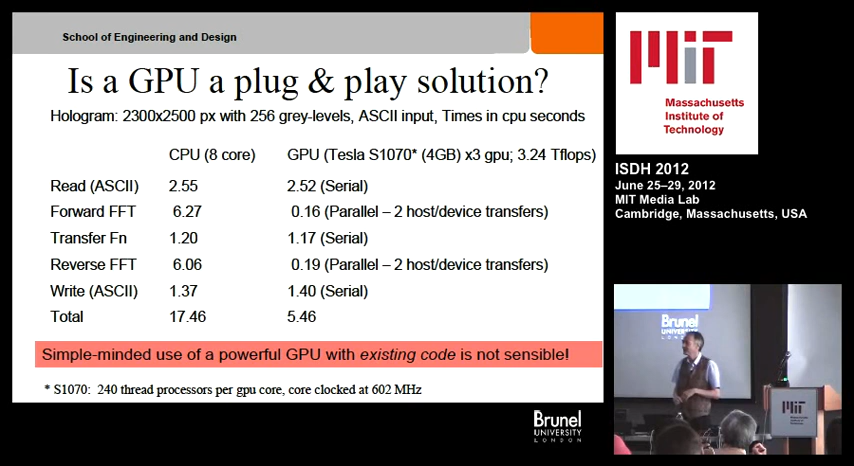 School of Engineering and Design
Is a GPU a plug & play solution?
Hologram: 2300x2500 px with 256 grey-levels, ASCII input, Times in cpu seconds
CPU (8 core) GPU (Tesla S1070* (4GB) x3 gpu; 3.24 Tflops)
Read (ASCII) 2.55 2.52 (Serial)
Forward FFT 6.27 0.16 (Parallel – 2 host/device transfers)
Transfer Fn 1.20 1.17 (Serial)
Reverse FFT 6.06 0.19 (Parallel – 2 host/device transfers)
Write (ASCII) 1.37 1.40 (Serial)
Total 17.46 5.46
Simple-minded use of a powerful GPU with existing code is not sensible!
* S1070: 240 thread processors per gpu core, core clocked at 602 MHz
Brunel
UNIVERSITY
LONDON
Massachusetts
Institute of
Technology
ISDH 2012
June 25–29, 2012
MIT Media Lab
Cambridge, Massachusetts, USA
Brunel
UNIVERSITY
LONDON